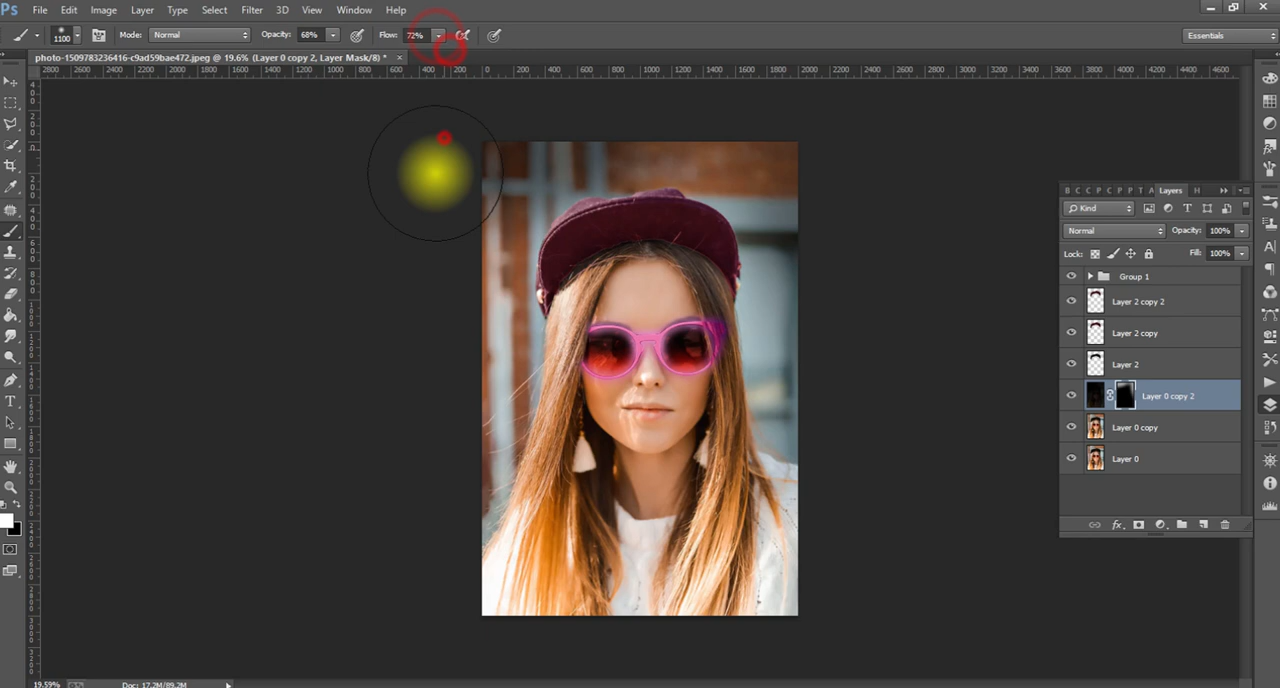 Ps File Edit Image Layer Type Select Filter 3D View Window Help
1100 Mode: Normal Opacity: 68% Flow: 72% Essentials
photo-1509783236416-c9ad59bae472.jpeg @ 19.6% (Layer 0 copy 2, Layer Mask/8) * ×
2800 2600 2400 2200 2000 1800 1600 1400 1200 1000 800 600 400 200 0 200 400 600 800 1000 1200 1400 1600 1800 2000 2200 2400 2600 2800 3000 3200 3400 3600 3800 4000 4200 4400 4600
B C C P C P P T A Layers H
Kind
Normal Opacity: 100%
Lock: Fill: 100%
Group 1
Layer 2 copy 2
Layer 2 copy
Layer 2
Layer 0 copy 2
Layer 0 copy
Layer 0
fx
19.59% Doc: 17.2M/89.2M